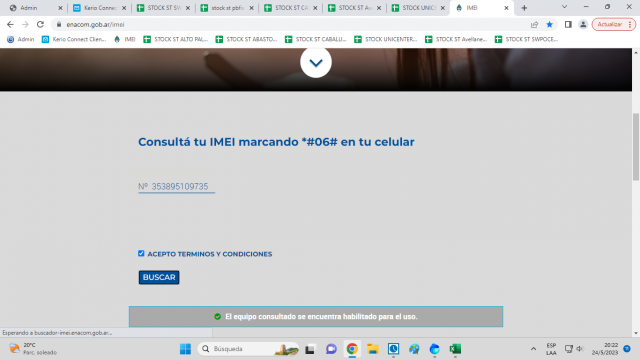 Admin
Kerio Connect
STOCK ST SW
stock st pbfi
STOCK ST CA
STOCK ST Av
STOCK UNIC
IMEI
enacom.gob.ar/imei
Actualizar
Admin
Kerio Connect Clien...
IMEI
STOCK ST ALTO PAL...
STOCK ST ABASTO...
STOCK ST CABALLI...
STOCK UNICENTER...
STOCK ST Avellane...
STOCK ST SWPOCE...
Consultá tu IMEI marcando *#06# en tu celular
Nº 353895109735
ACEPTO TERMINOS Y CONDICIONES
BUSCAR
El equipo consultado se encuentra habilitado para el uso.
Esperando a buscador-imei.enacom.gob.ar...
20°C
Parc. soleado
Búsqueda
ESP
LAA
20:22
24/5/2023